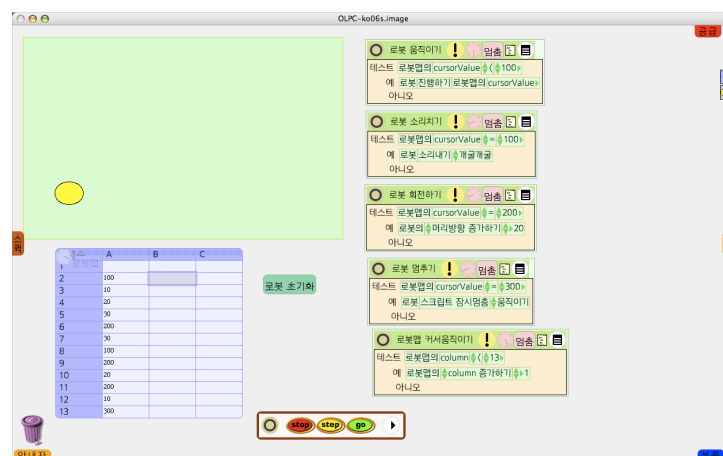 OLPC-ko06s.image
공급
로봇 움직이기 ! 멈춤
테스트 로봇맵의 cursorValue < 100
예 로봇 진행하기 로봇맵의 cursorValue
아니오
로봇 소리치기 ! 멈춤
테스트 로봇맵의 cursorValue = 100
예 로봇 소리내기 개굴개굴
아니오
로봇 회전하기 ! 멈춤
테스트 로봇맵의 cursorValue = 200
예 로봇의 머리방향 증가하기 20
아니오
로봇 멈추기 ! 멈춤
테스트 로봇맵의 cursorValue = 300
예 로봇 스크립트 잠시멈춤 움직이기
아니오
로봇맵 커서움직이기 ! 멈춤
테스트 로봇맵의 column < 13
예 로봇맵의 column 증가하기 1
아니오
스퀵
A B C
1 로봇맵
2 100
3 10
4 20
5 30
6 200
7 30
8 100
9 200
10 20
11 200
12 10
13 300
로봇 초기화
stop step go
안내자